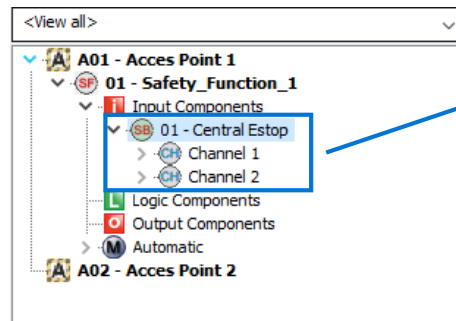 <View all>
A A01 - Acces Point 1
SF 01 - Safety_Function_1
I Input Components
SB 01 - Central Estop
CH Channel 1
CH Channel 2
L Logic Components
O Output Components
M Automatic
A A02 - Acces Point 2